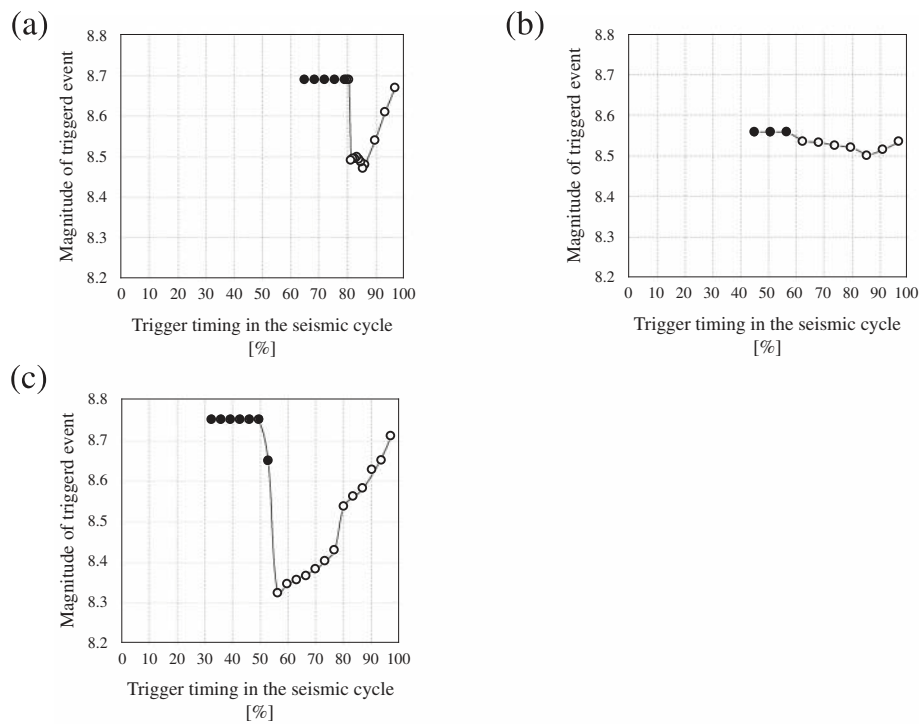 (a)
8.8
8.7
8.6
8.5
8.4
8.3
8.2
Magnitude of triggerd event
0 10 20 30 40 50 60 70 80 90 100
Trigger timing in the seismic cycle
[%]
(b)
8.8
8.7
8.6
8.5
8.4
8.3
8.2
Magnitude of triggerd event
0 10 20 30 40 50 60 70 80 90 100
Trigger timing in the seismic cycle
[%]
(c)
8.8
8.7
8.6
8.5
8.4
8.3
8.2
Magnitude of triggerd event
0 10 20 30 40 50 60 70 80 90 100
Trigger timing in the seismic cycle
[%]